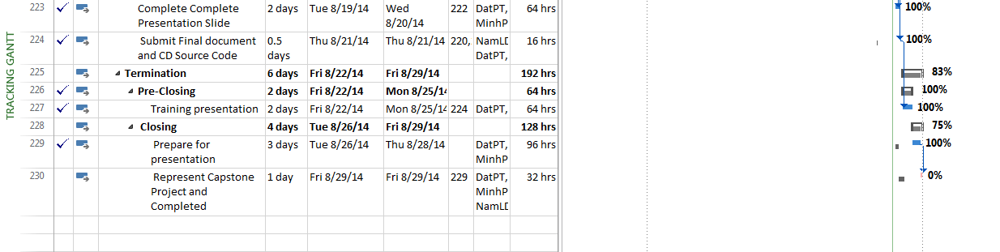 TRACKING GANTT
223 Complete Complete 2 days Tue 8/19/14 Wed 222 DatPT, 64 hrs 100%
Presentation Slide 8/20/14 MinhP
224 Submit Final document 0.5 Thu 8/21/14 Thu 8/21/14 220, NamLD 16 hrs 100%
and CD Source Code days DatPT,
225 Termination 6 days Fri 8/22/14 Fri 8/29/14 192 hrs 83%
226 Pre-Closing 2 days Fri 8/22/14 Mon 8/25/14 64 hrs 100%
227 Training presentation 2 days Fri 8/22/14 Mon 8/25/14 224 DatPT, 64 hrs 100%
228 Closing 4 days Tue 8/26/14 Fri 8/29/14 128 hrs 75%
229 Prepare for 3 days Tue 8/26/14 Thu 8/28/14 DatPT, 96 hrs 100%
presentation MinhP
230 Represent Capstone 1 day Fri 8/29/14 Fri 8/29/14 229 DatPT, 32 hrs 0%
Project and MinhP
Completed NamLD